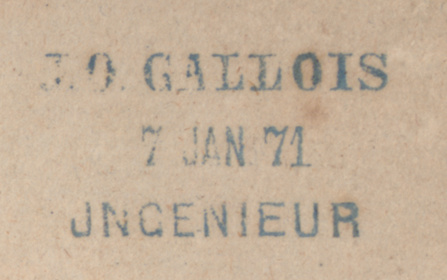 J. O. GALLOIS
7 JAN 71
JNGENIEUR